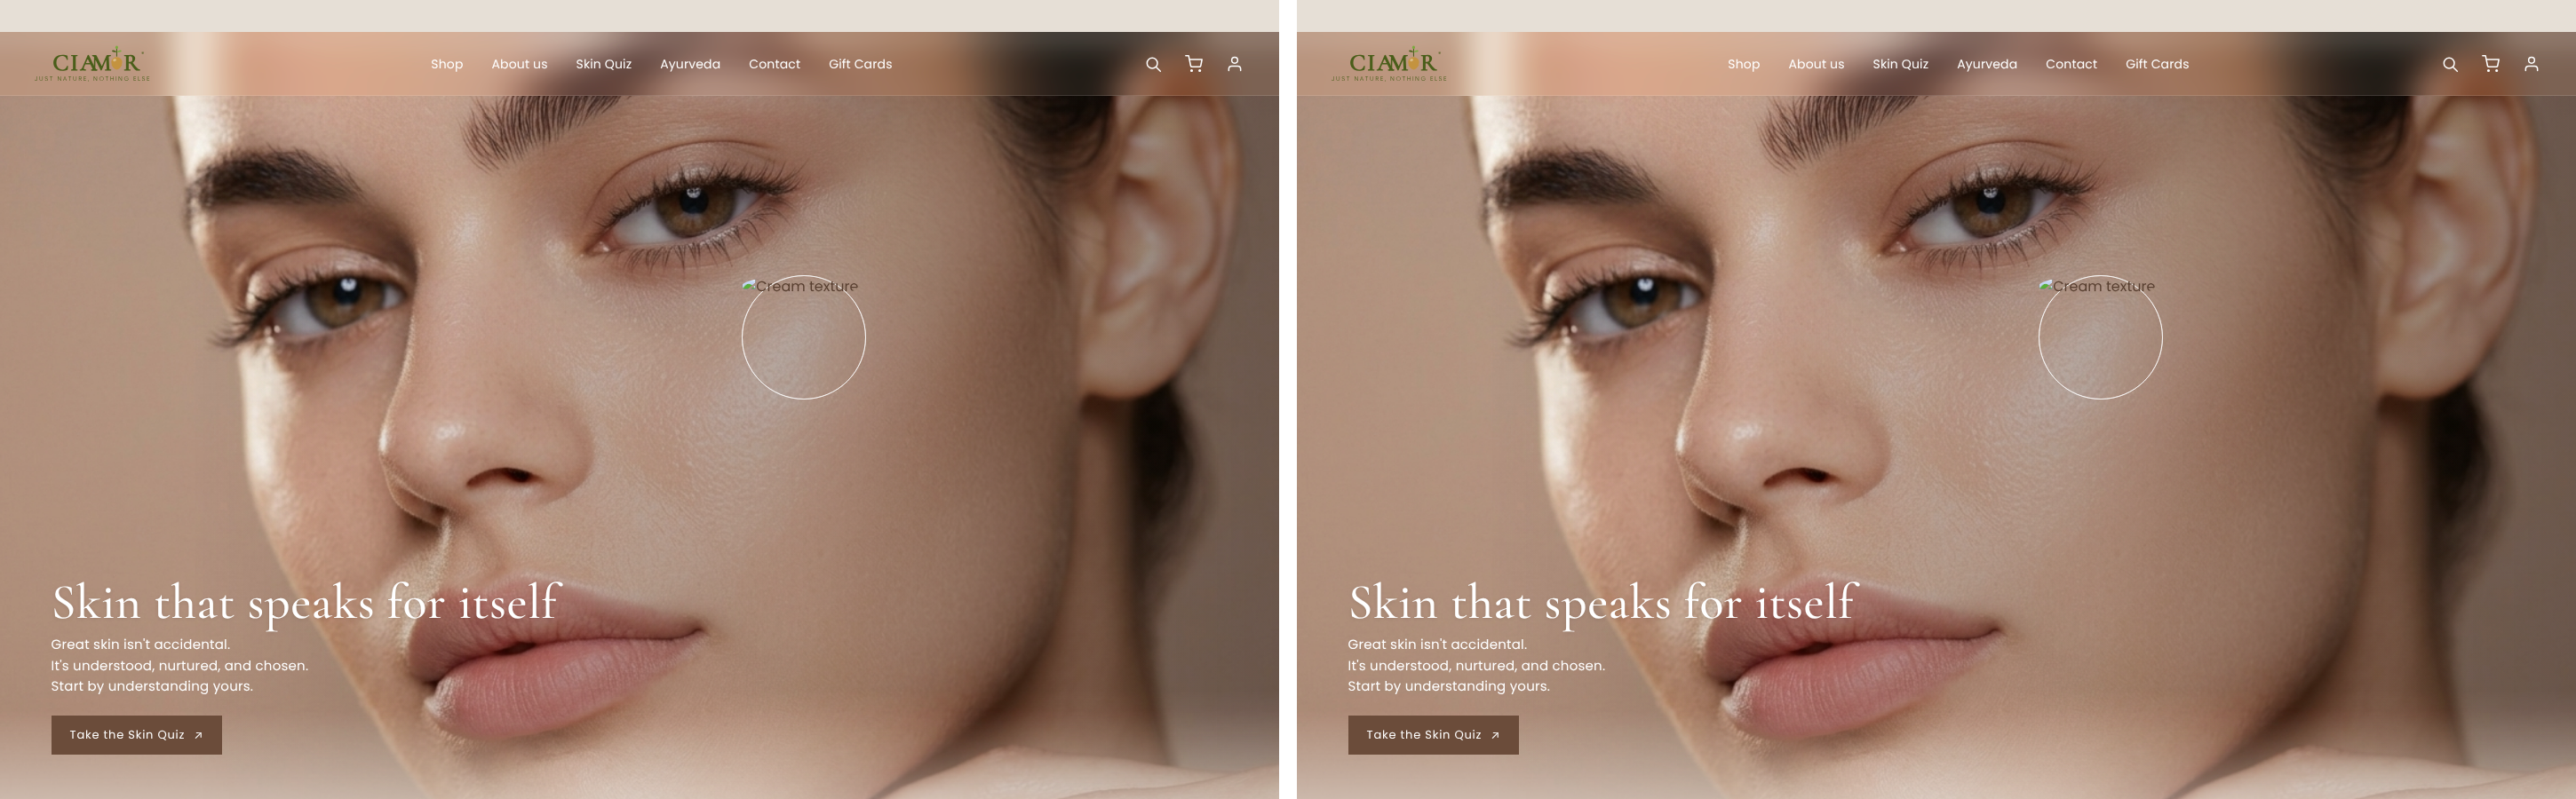 CIAMOR
JUST NATURE, NOTHING ELSE
Shop About us Skin Quiz Ayurveda Contact Gift Cards
Cream texture
Skin that speaks for itself
Great skin isn't accidental.
It's understood, nurtured, and chosen.
Start by understanding yours.
Take the Skin Quiz
CIAMOR
JUST NATURE, NOTHING ELSE
Shop About us Skin Quiz Ayurveda Contact Gift Cards
Cream texture
Skin that speaks for itself
Great skin isn't accidental.
It's understood, nurtured, and chosen.
Start by understanding yours.
Take the Skin Quiz